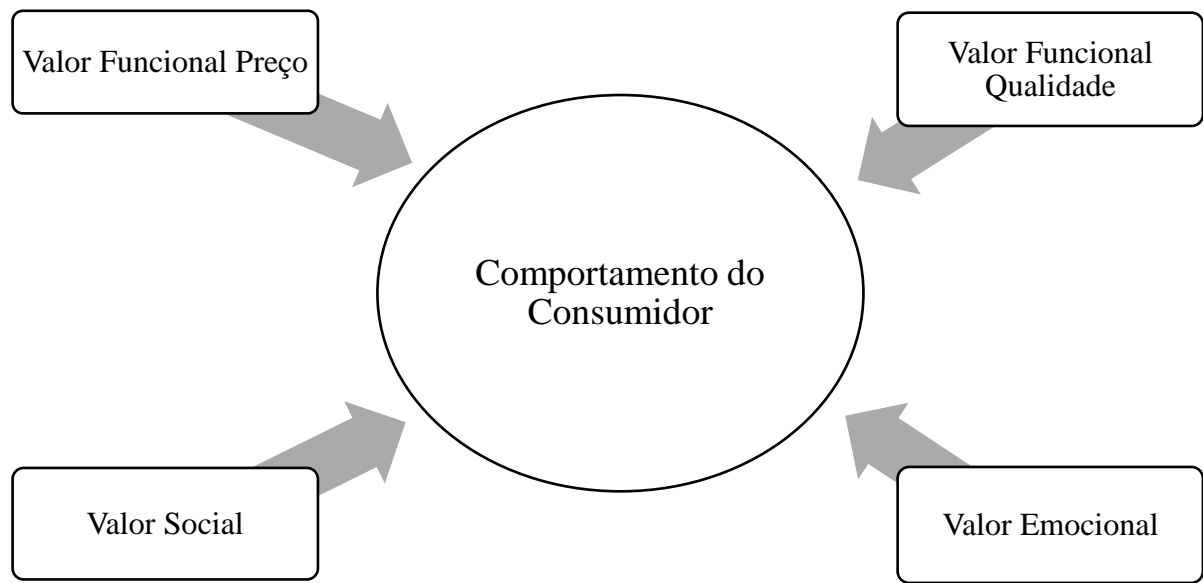 Valor Funcional Preço
Valor Funcional
Qualidade
Comportamento do
Consumidor
Valor Social
Valor Emocional